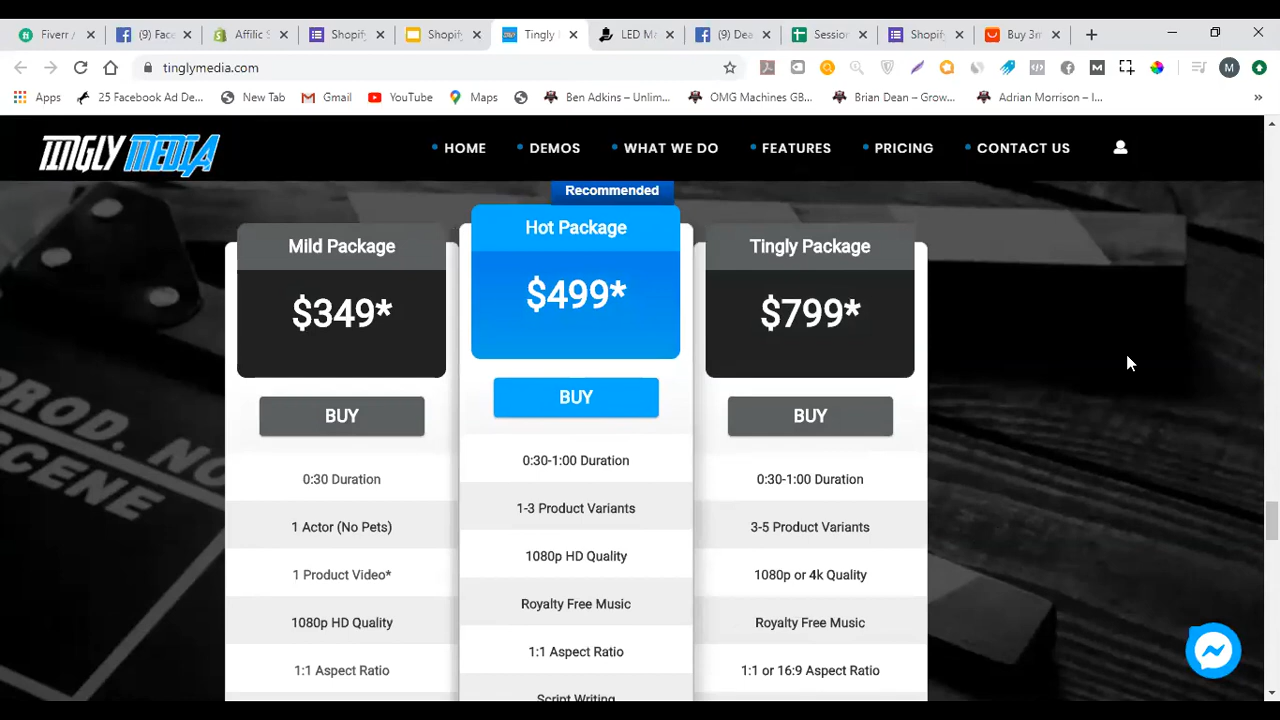 Fiverr /
(9) Face
Affilic S
Shopify
Shopify
Tingly
LED M
(9) Dea
Session
Shopify
Buy 3m
tinglymedia.com
M
M
Apps
25 Facebook Ad De...
New Tab
Gmail
YouTube
Maps
Ben Adkins – Unlim...
OMG Machines GB...
Brian Dean – Grow...
Adrian Morrison – I...
TINGLY MEDIA
HOME
DEMOS
WHAT WE DO
FEATURES
PRICING
CONTACT US
Recommended
Mild Package
$349*
BUY
0:30 Duration
1 Actor (No Pets)
1 Product Video*
1080p HD Quality
1:1 Aspect Ratio
Hot Package
$499*
BUY
0:30-1:00 Duration
1-3 Product Variants
1080p HD Quality
Royalty Free Music
1:1 Aspect Ratio
Script Writing
Tingly Package
$799*
BUY
0:30-1:00 Duration
3-5 Product Variants
1080p or 4k Quality
Royalty Free Music
1:1 or 16:9 Aspect Ratio
PROD. NO
SCENE